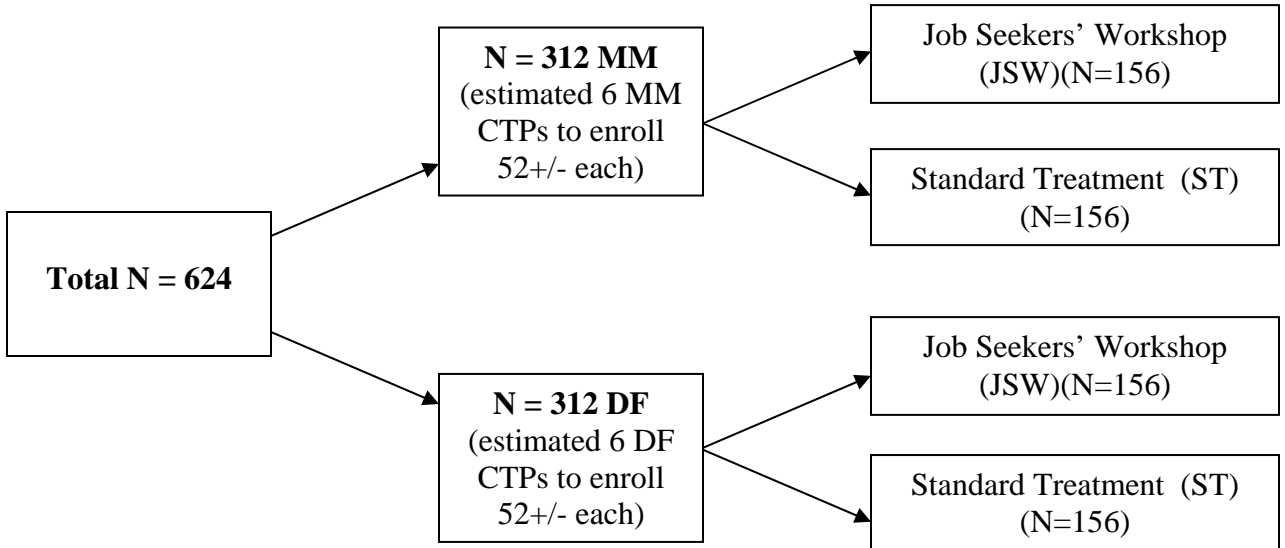 Total N = 624
N = 312 MM
(estimated 6 MM
CTPs to enroll
52+/- each)
Job Seekers’ Workshop
(JSW)(N=156)
Standard Treatment  (ST)
(N=156)
N = 312 DF
(estimated 6 DF
CTPs to enroll
52+/- each)
Job Seekers’ Workshop
(JSW)(N=156)
Standard Treatment  (ST)
(N=156)